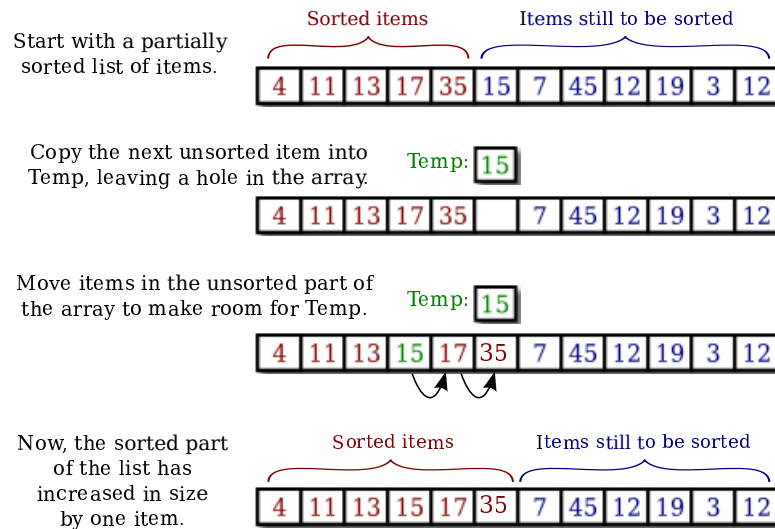 Sorted items Items still to be sorted
Start with a partially
sorted list of items.
4 11 13 17 35 15 7 45 12 19 3 12
Copy the next unsorted item into
Temp, leaving a hole in the array.
Temp: 15
4 11 13 17 35 7 45 12 19 3 12
Move items in the unsorted part of
the array to make room for Temp.
Temp: 15
4 11 13 15 17 35 7 45 12 19 3 12
Now, the sorted part
of the list has
increased in size
by one item.
Sorted items Items still to be sorted
4 11 13 15 17 35 7 45 12 19 3 12